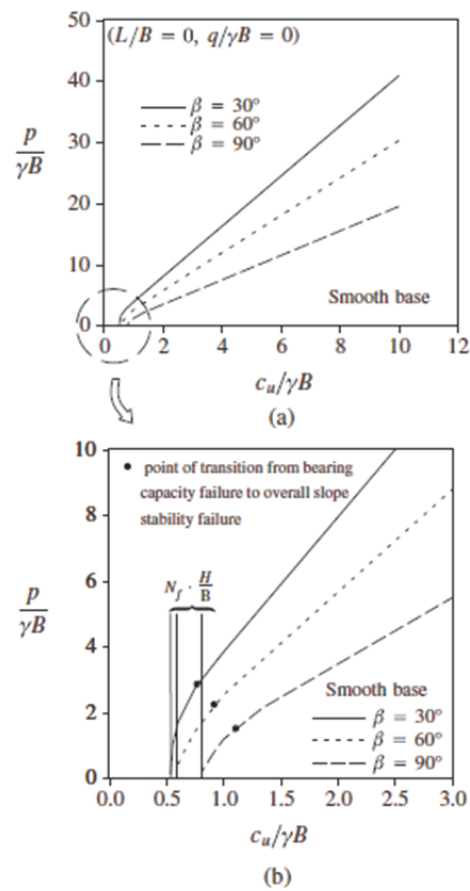 50
(L/B = 0, q/γB = 0)
40
β = 30°
β = 60°
β = 90°
30
p
γB
20
10
0
Smooth base
0 2 4 6 8 10 12
c_u/γB
(a)
10
• point of transition from bearing
capacity failure to overall slope
stability failure
8
6
N_f · H
B
p
γB
4
2
0
Smooth base
β = 30°
β = 60°
β = 90°
0.0 0.5 1.0 1.5 2.0 2.5 3.0
c_u/γB
(b)